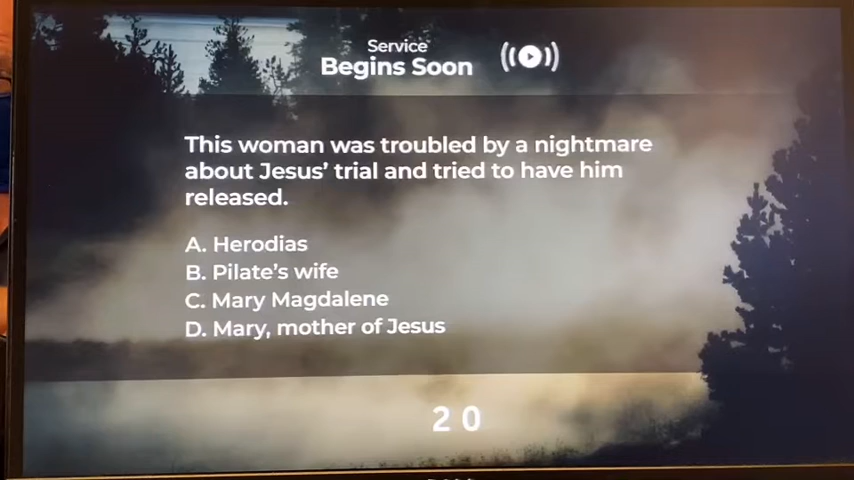 Service
Begins Soon
This woman was troubled by a nightmare
about Jesus’ trial and tried to have him
released.
A. Herodias
B. Pilate’s wife
C. Mary Magdalene
D. Mary, mother of Jesus
20